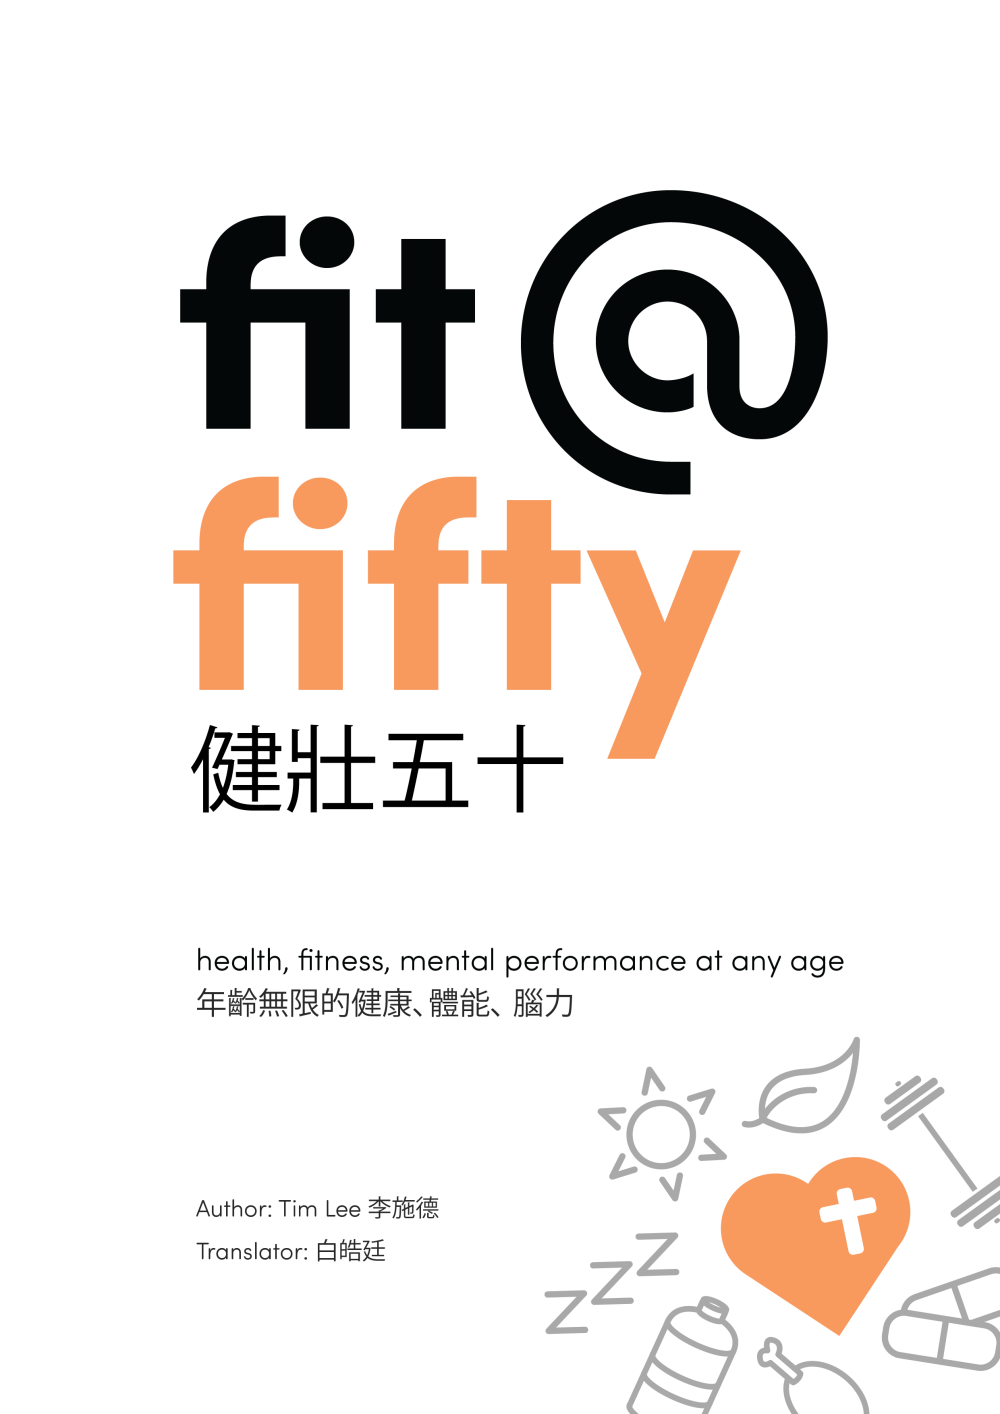 fit@
fifty
健壯五十
health, fitness, mental performance at any age
年齡無限的健康、體能、腦力
Author: Tim Lee 李施德
Translator: 白皓廷
zzz